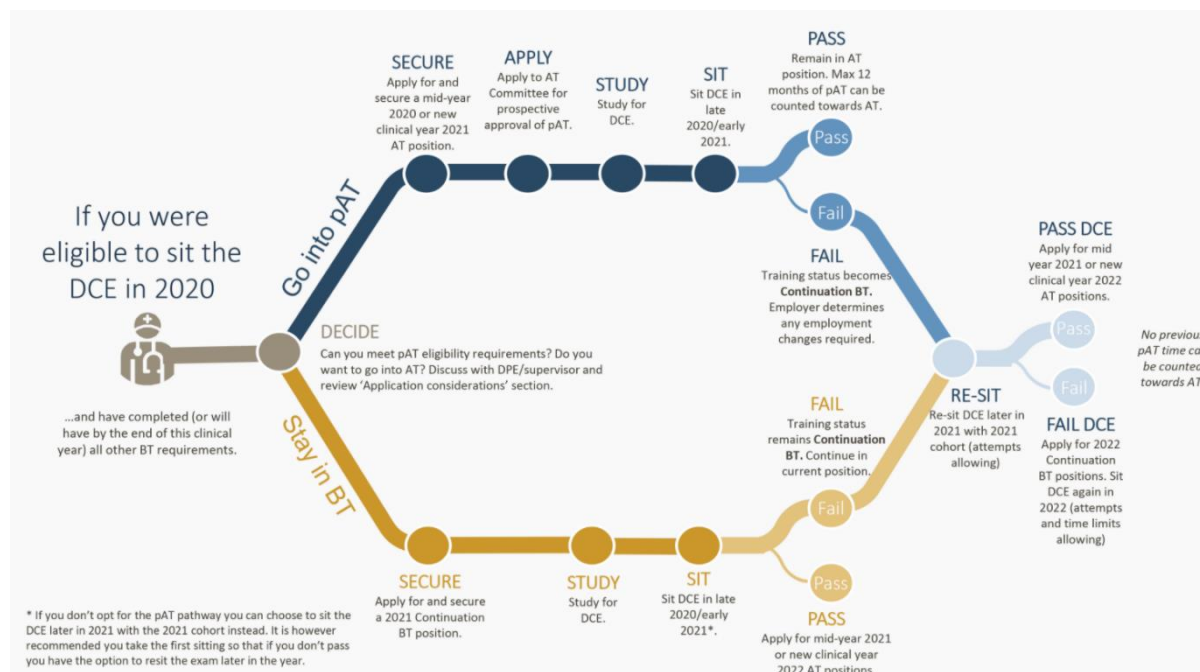 If you were
eligible to sit the
DCE in 2020
...and have completed (or will
have by the end of this clinical
year) all other BT requirements.
DECIDE
Can you meet pAT eligibility requirements? Do you
want to go into AT? Discuss with DPE/supervisor and
review 'Application considerations' section.
Go into pAT
SECURE
Apply for and
secure a mid-year
2020 or new
clinical year 2021
AT position.
APPLY
Apply to AT
Committee for
prospective
approval of pAT.
STUDY
Study for
DCE.
SIT
Sit DCE in
late
2020/early
2021.
PASS
Remain in AT
position. Max 12
months of pAT can be
counted towards AT.
Pass
Fail
FAIL
Training status becomes
Continuation BT.
Employer determines
any employment
changes required.
Stay in BT
SECURE
Apply for and secure
a 2021 Continuation
BT position.
STUDY
Study for
DCE.
SIT
Sit DCE in late
2020/early
2021*.
FAIL
Training status
remains Continuation
BT. Continue in
current position.
Fail
Pass
PASS
Apply for mid-year 2021
or new clinical year
2022 AT positions
RE-SIT
Re-sit DCE later in
2021 with 2021
cohort (attempts
allowing)
PASS DCE
Apply for mid
year 2021 or new
clinical year 2022
AT positions.
Pass
Fail
FAIL DCE
Apply for 2022
Continuation
BT positions. Sit
DCE again in
2022 (attempts
and time limits
allowing)
No previous
pAT time ca
be counted
towards AT
* If you don't opt for the pAT pathway you can choose to sit the
DCE later in 2021 with the 2021 cohort instead. It is however
recommended you take the first sitting so that if you don't pass
you have the option to resit the exam later in the year.